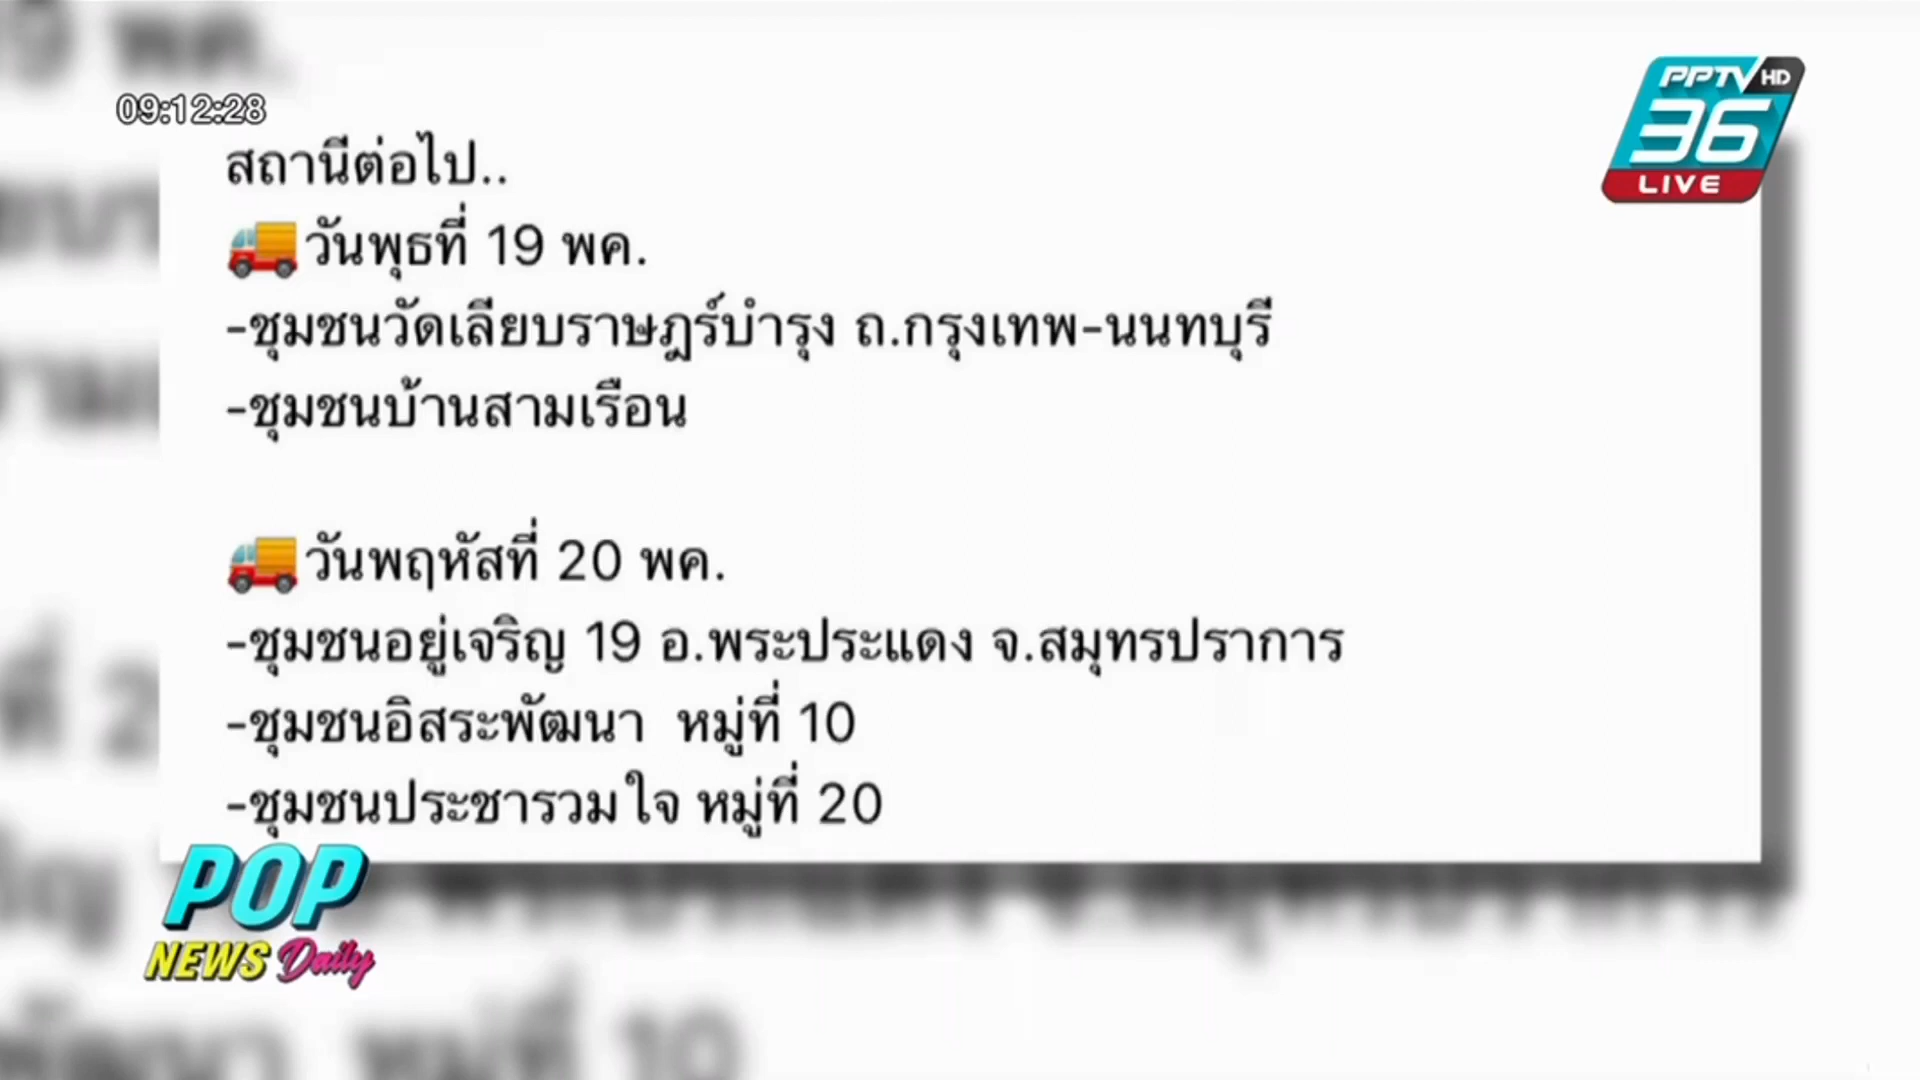 09:12:28
PPTV HD
36
LIVE
สถานีต่อไป..
วันพุธที่ 19 พค.
-ชุมชนวัดเลียบราษฎร์บำรุง ถ.กรุงเทพ-นนทบุรี
-ชุมชนบ้านสามเรือน
วันพฤหัสที่ 20 พค.
-ชุมชนอยู่เจริญ 19 อ.พระประแดง จ.สมุทรปราการ
-ชุมชนอิสระพัฒนา หมู่ที่ 10
-ชุมชนประชารวมใจ หมู่ที่ 20
POP
NEWS Daily